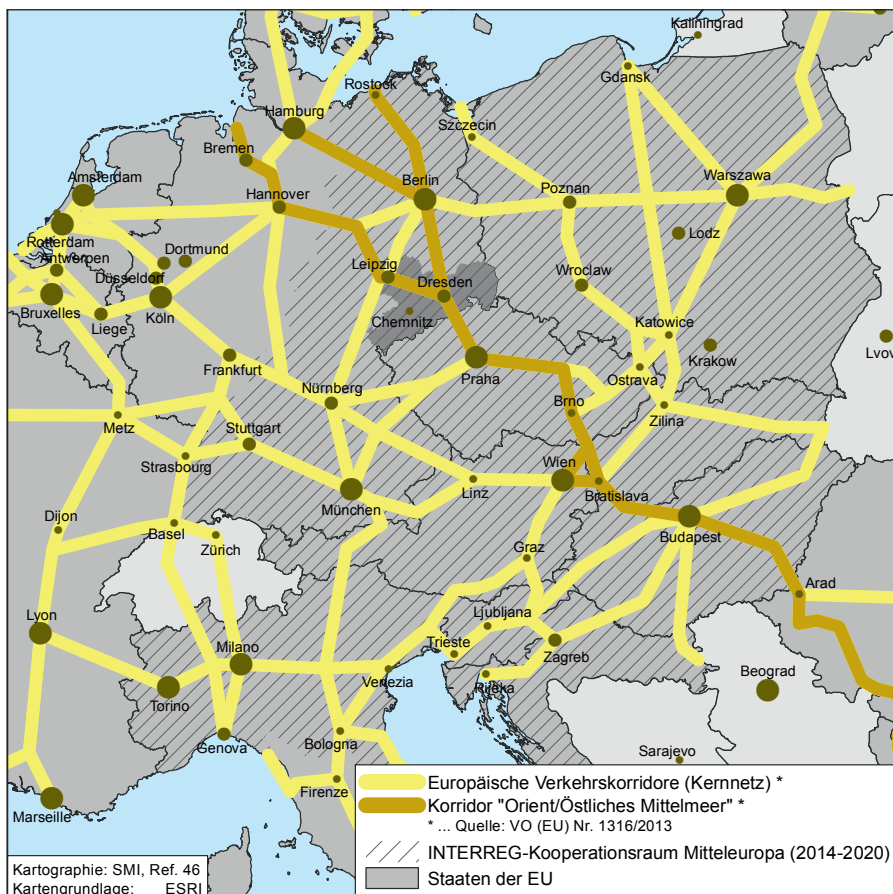 Kaliningrad
Gdansk
Rostock
Hamburg
Szczecin
Bremen
Amsterdam
Berlin
Poznan
Warszawa
Hannover
Rotterdam
Lodz
Antwerpen
Dortmund
Düsseldorf
Leipzig
Wroclaw
Dresden
Bruxelles
Liege
Köln
Chemnitz
Katowice
Krakow
Lvov
Frankfurt
Praha
Ostrava
Nürnberg
Brno
Zilina
Metz
Stuttgart
Strasbourg
Wien
Linz
Bratislava
München
Dijon
Basel
Zürich
Budapest
Graz
Arad
Lyon
Ljubljana
Milano
Trieste
Zagreb
Venezia
Rijeka
Beograd
Torino
Genova
Bologna
Sarajevo
Firenze
Marseille
Europäische Verkehrskorridore (Kernnetz) *
Korridor "Orient/Östliches Mittelmeer" *
* ... Quelle: VO (EU) Nr. 1316/2013
INTERREG-Kooperationsraum Mitteleuropa (2014-2020)
Staaten der EU
Kartographie: SMI, Ref. 46
Kartengrundlage: ESRI